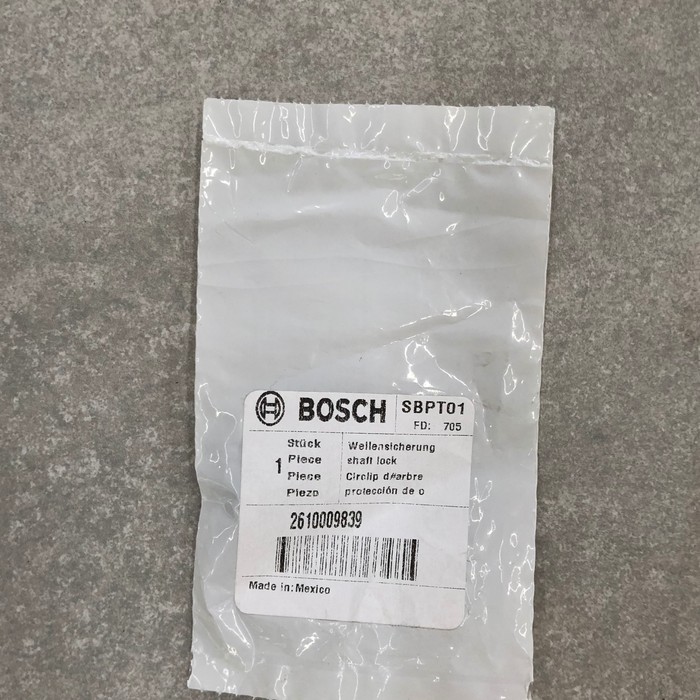 BOSCH SBPT01
FD: 705
Stück Wellensicherung
1 Piece shaft lock
Piece Circlip d#arbre
Piezo protección de o
2610009839
Made in: Mexico